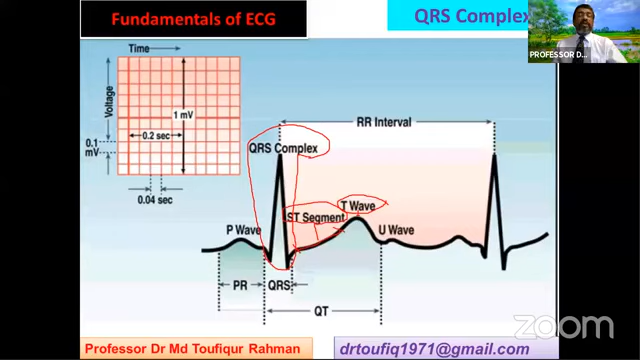 Fundamentals of ECG
QRS Complex
PROFESSOR D...
Time
Voltage
1 mV
0.2 sec
0.1
mV
0.04 sec
RR Interval
QRS Complex
T Wave
ST Segment
P Wave
U Wave
PR
QRS
QT
zoom
Professor Dr Md Toufiqur Rahman
drtoufiq1971@gmail.com